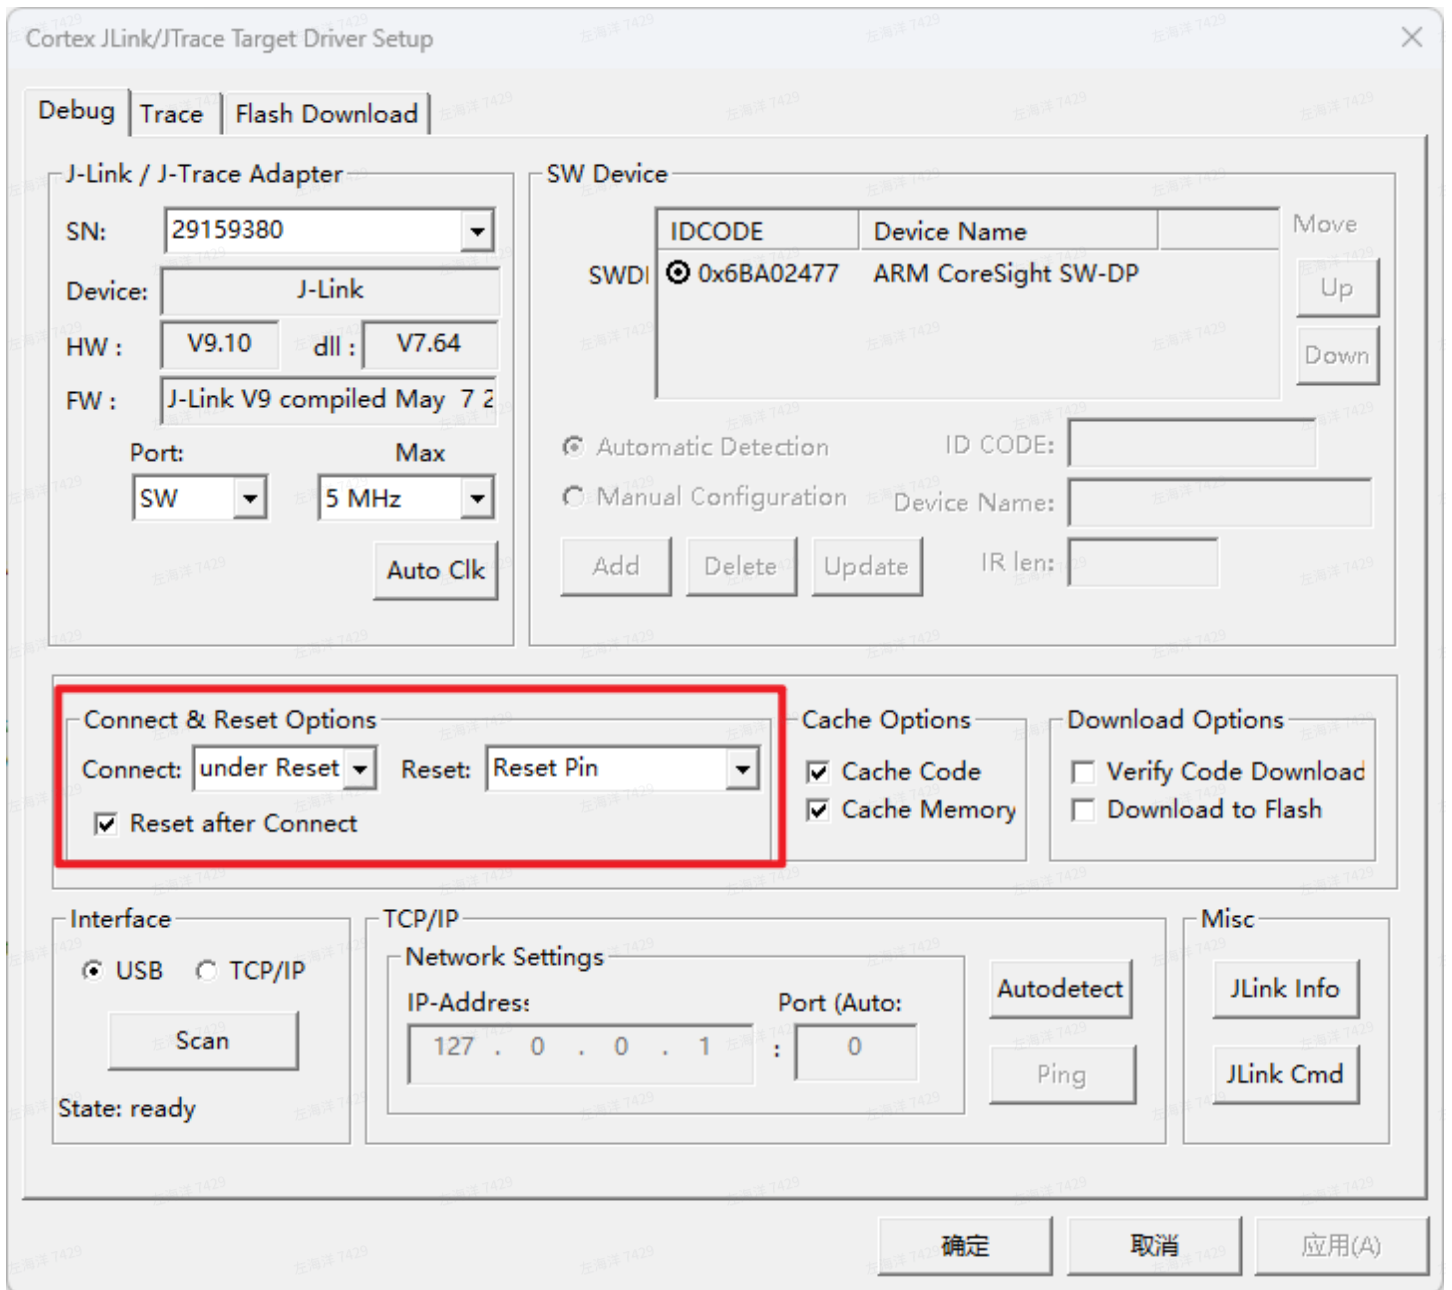 Cortex JLink/JTrace Target Driver Setup
Debug Trace Flash Download
J-Link / J-Trace Adapter
SN: 29159380
Device: J-Link
HW : V9.10 dll : V7.64
FW : J-Link V9 compiled May 7 2
Port: Max
SW 5 MHz
Auto Clk
SW Device
IDCODE Device Name
SWDI 0x6BA02477 ARM CoreSight SW-DP
Move
Up
Down
Automatic Detection ID CODE:
Manual Configuration Device Name:
Add Delete Update IR len:
Connect & Reset Options
Connect: under Reset Reset: Reset Pin
Reset after Connect
Cache Options
Cache Code
Cache Memory
Download Options
Verify Code Download
Download to Flash
Interface
USB TCP/IP
Scan
State: ready
TCP/IP
Network Settings
IP-Address
Port (Auto:
127 . 0 . 0 . 1 : 0
Autodetect
Ping
Misc
JLink Info
JLink Cmd
确定 取消 应用(A)
左海洋 7429